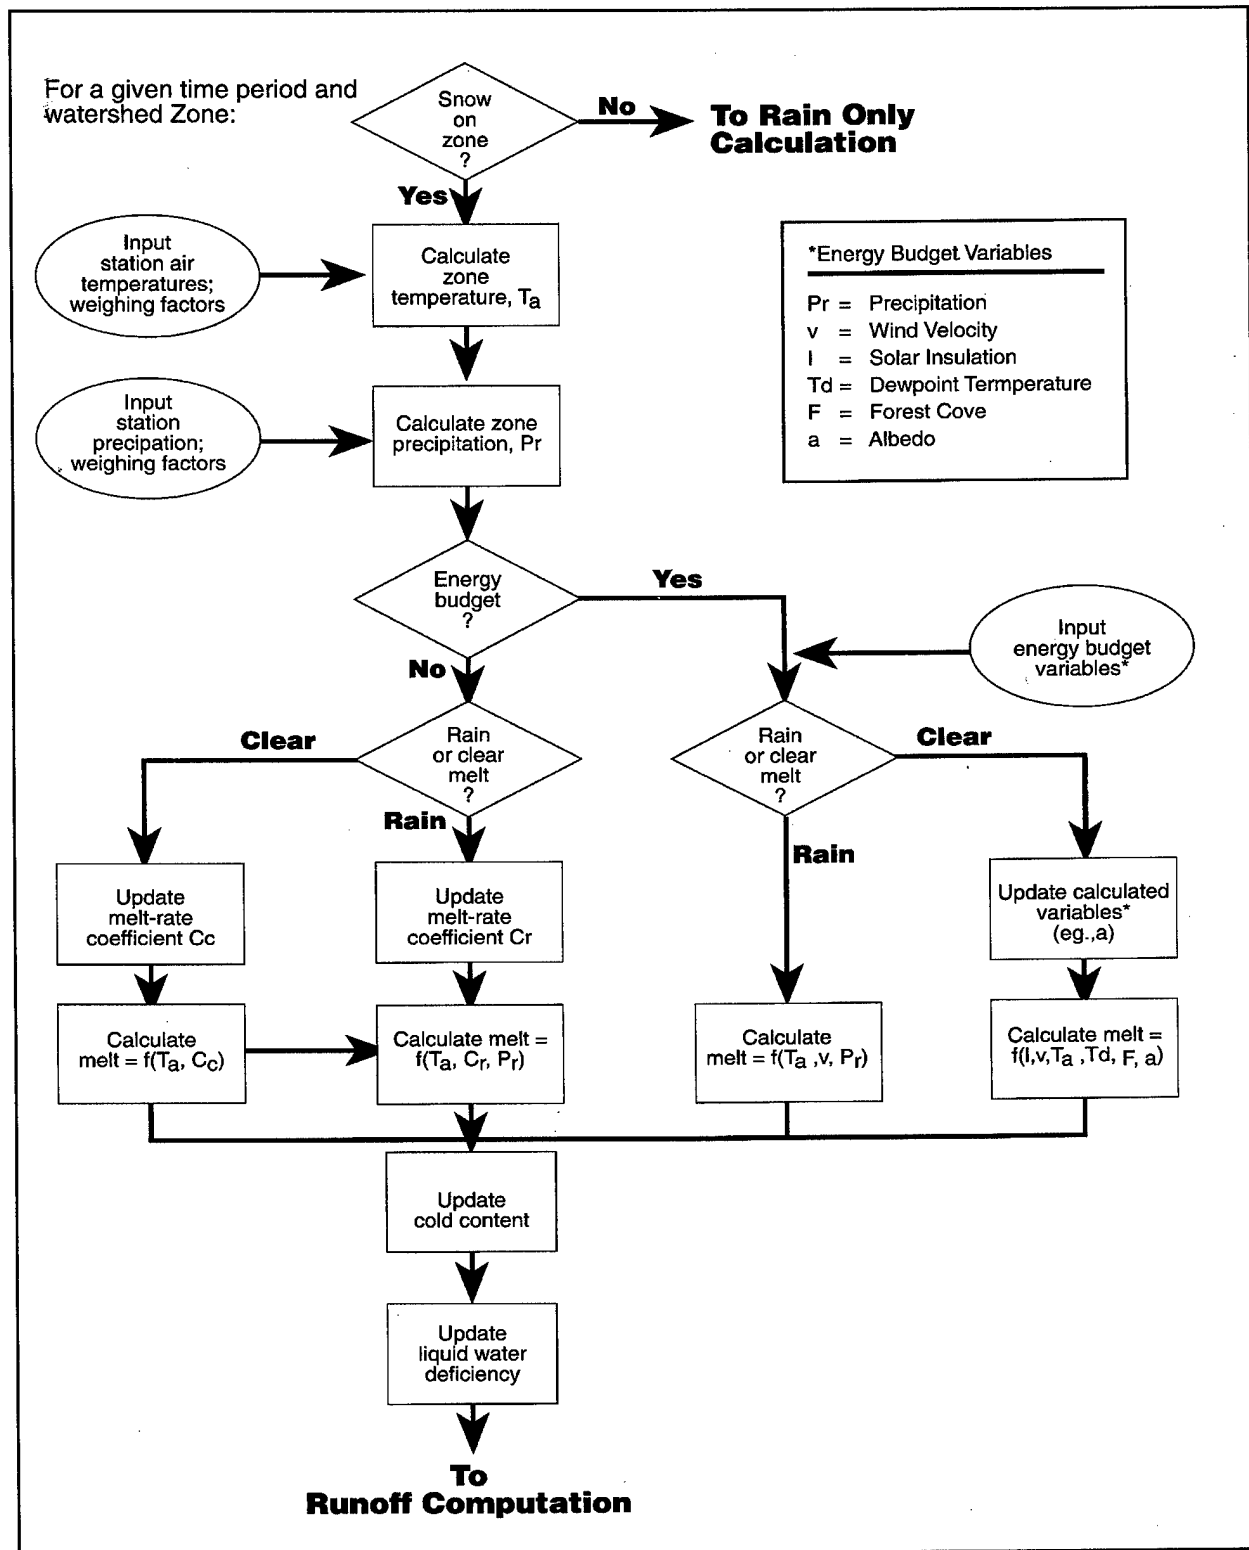 For a given time period and
watershed Zone:
Snow
on
zone
?
No
To Rain Only
Calculation
Yes
Input
station air
temperatures;
weighing factors
Calculate
zone
temperature, Ta
*Energy Budget Variables
Pr = Precipitation
v = Wind Velocity
I = Solar Insulation
Td = Dewpoint Termperature
F = Forest Cove
a = Albedo
Input
station
precipation;
weighing factors
Calculate zone
precipitation, Pr
Energy
budget
?
Yes
No
Input
energy budget
variables*
Clear
Rain
or clear
melt
?
Rain
Rain
or clear
melt
?
Clear
Rain
Update
melt-rate
coefficient Cc
Update
melt-rate
coefficient Cr
Update calculated
variables*
(eg.,a)
Calculate
melt = f(Ta, Cc)
Calculate melt =
f(Ta, Cr, Pr)
Calculate
melt = f(Ta ,v, Pr)
Calculate melt =
f(I,v,Ta ,Td, F, a)
Update
cold content
Update
liquid water
deficiency
To
Runoff Computation